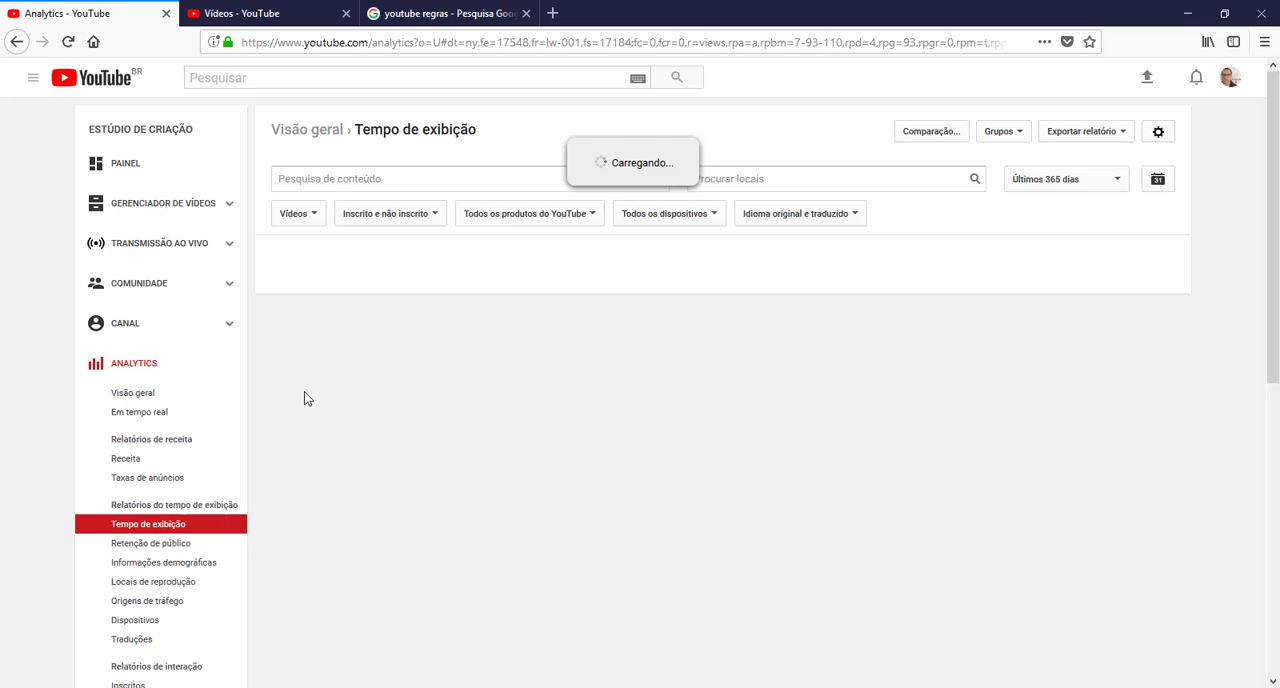 Analytics - YouTube
Vídeos - YouTube
youtube regras - Pesquisa Goo
https://www.youtube.com/analytics?o=U#dt=ny,fe=17548,fr=lw-001,fs=17184;fc=0,fcr=0,r=views,rpa=a,rpbm=7-93-110,rpd=4,rpg=93,rpgr=0,rpm=t,rpp
YouTube BR
Pesquisar
ESTÚDIO DE CRIAÇÃO
PAINEL
GERENCIADOR DE VÍDEOS
TRANSMISSÃO AO VIVO
COMUNIDADE
CANAL
ANALYTICS
Visão geral
Em tempo real
Relatórios de receita
Receita
Taxas de anúncios
Relatórios do tempo de exibição
Tempo de exibição
Retenção de público
Informações demográficas
Locais de reprodução
Origens de tráfego
Dispositivos
Traduções
Relatórios de interação
Inscritos
Visão geral › Tempo de exibição
Comparação...
Grupos
Exportar relatório
Carregando...
Pesquisa de conteúdo
rocurar locais
Últimos 365 dias
31
Vídeos
Inscrito e não inscrito
Todos os produtos do YouTube
Todos os dispositivos
Idioma original e traduzido